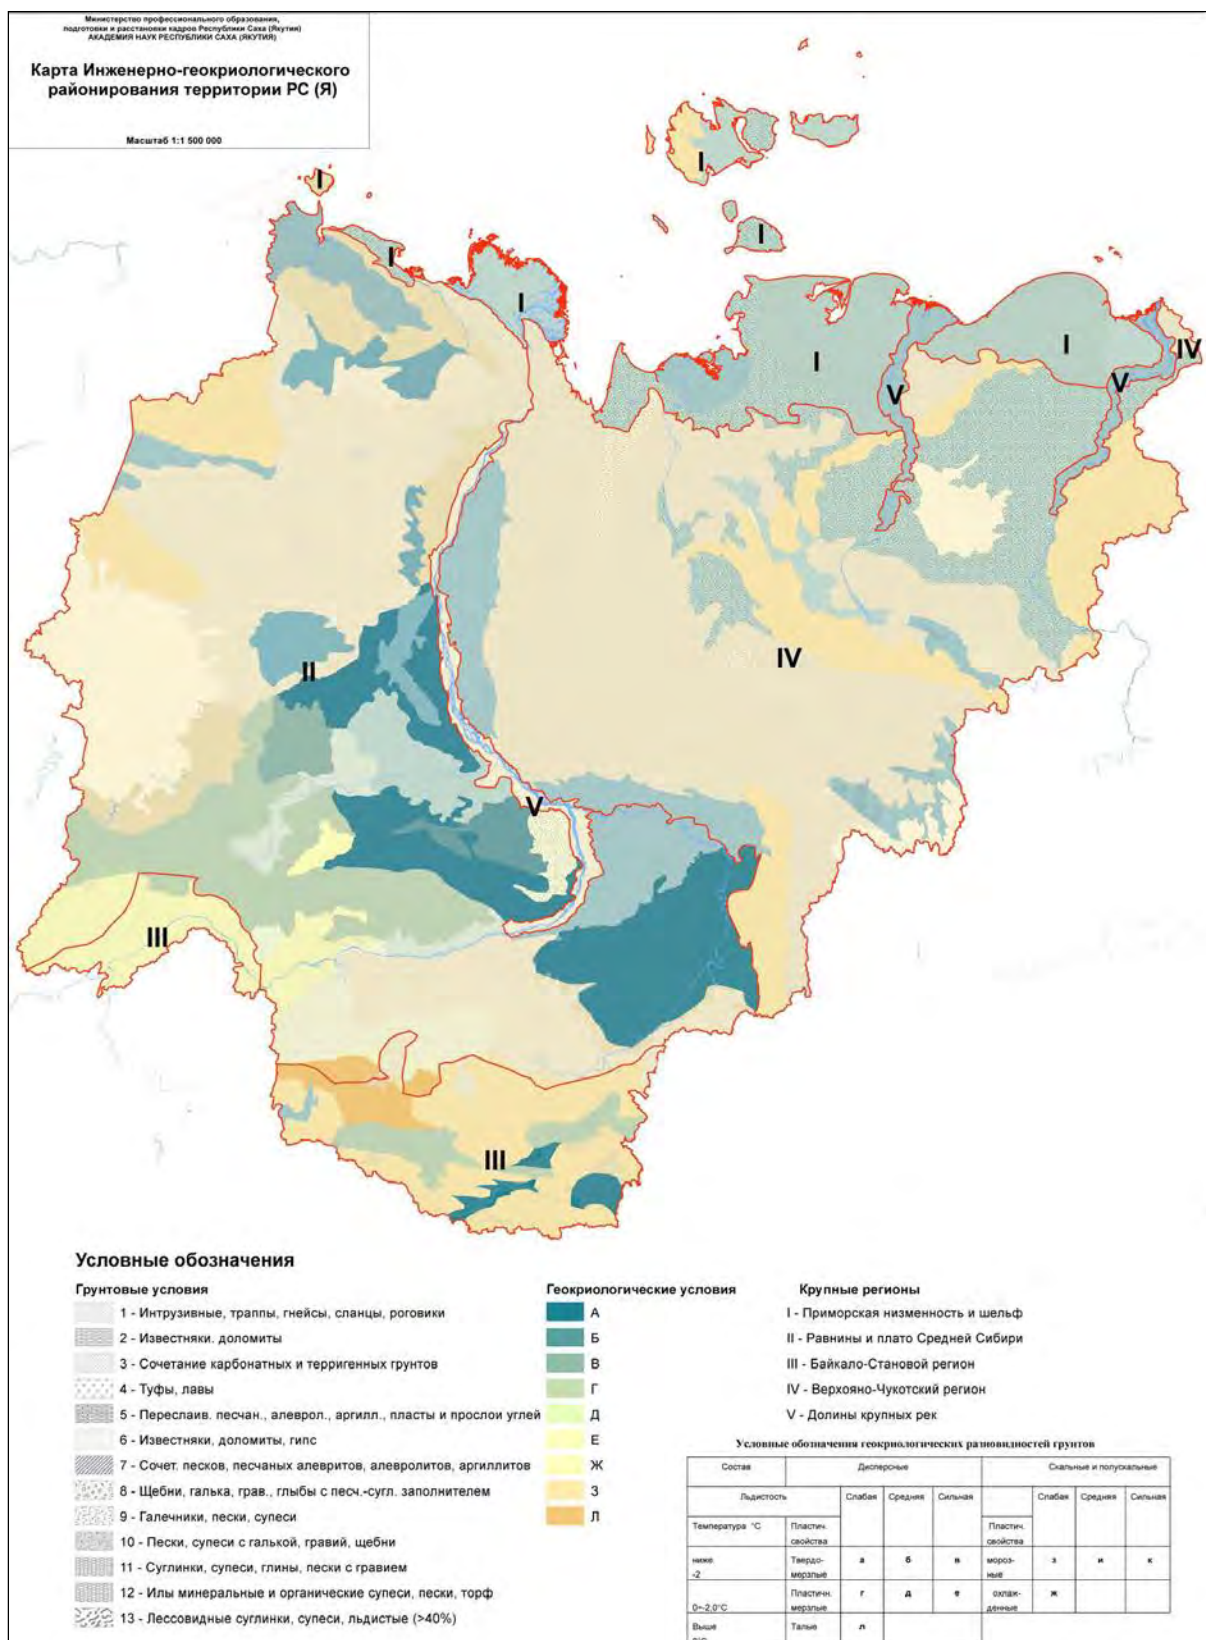 Министерство профессионального образования,
подготовки и расстановки кадров Республики Саха (Якутия)
АКАДЕМИЯ НАУК РЕСПУБЛИКИ САХА (ЯКУТИЯ)
Карта Инженерно-геокриологического
районирования территории РС (Я)
Масштаб 1:1 500 000
I
I
I
I
I
I
I
IV
V
V
II
IV
V
III
III
Условные обозначения
Грунтовые условия
1 - Интрузивные, траппы, гнейсы, сланцы, роговики
2 - Известняки. доломиты
3 - Сочетание карбонатных и терригенных грунтов
4 - Туфы, лавы
5 - Переслаив. песчан., алеврол., аргилл., пласты и прослои углей
6 - Известняки, доломиты, гипс
7 - Сочет. песков, песчаных алевритов, алевролитов, аргиллитов
8 - Щебни, галька, грав., глыбы с песч.-сугл. заполнителем
9 - Галечники, пески, супеси
10 - Пески, супеси с галькой, гравий, щебни
11 - Суглинки, супеси, глины, пески с гравием
12 - Илы минеральные и органические супеси, пески, торф
13 - Лессовидные суглинки, супеси, льдистые (>40%)
Геокриологические условия
А
Б
В
Г
Д
Е
Ж
З
Л
Крупные регионы
I - Приморская низменность и шельф
II - Равнины и плато Средней Сибири
III - Байкало-Становой регион
IV - Верхояно-Чукотский регион
V - Долины крупных рек
Условные обозначения геокриологических разновидностей грунтов
Состав Дисперсные Скальные и полускальные
Льдистость Слабая Средняя Сильная Слабая Средняя Сильная
Температура °С Пластич. свойства Пластич. свойства
ниже -2 Твердо-мерзлые а б в мороз-ные з и к
0÷-2,0°С Пластичн. мерзлые г д е охлаж-денные ж
Выше Талые л